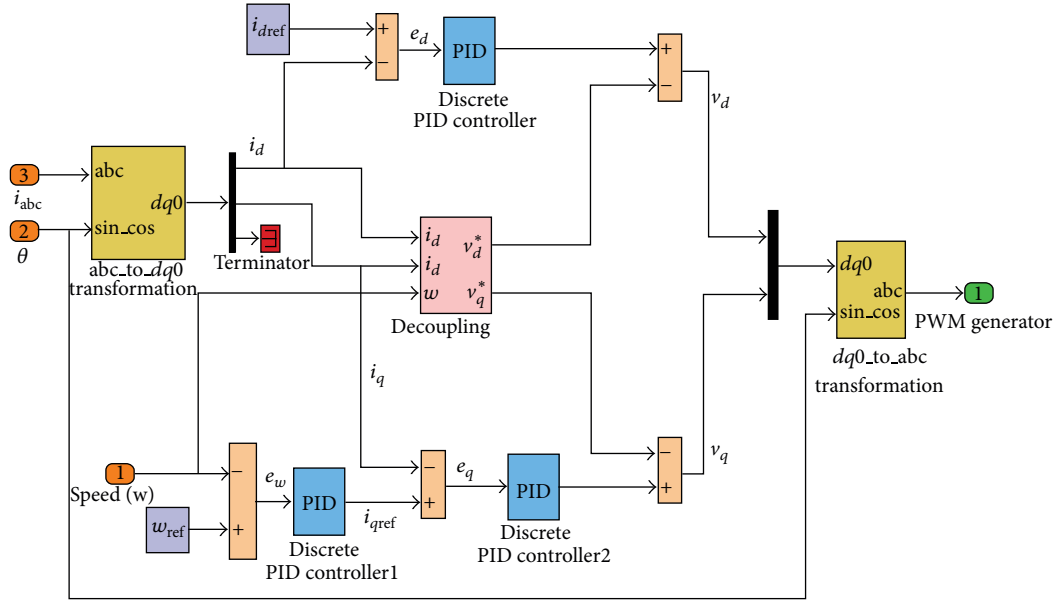 i_dref
+
−
e_d
PID
Discrete
PID controller
+
−
v_d
i_d
3
i_abc
2
θ
abc
dq0
sin_cos
abc_to_dq0
transformation
Terminator
i_d
i_d
w
v_d^*
v_q^*
Decoupling
i_q
dq0
abc
sin_cos
dq0_to_abc
transformation
1
PWM generator
1
Speed (w)
w_ref
−
+
e_w
PID
Discrete
PID controller1
i_qref
−
+
e_q
PID
Discrete
PID controller2
−
+
v_q